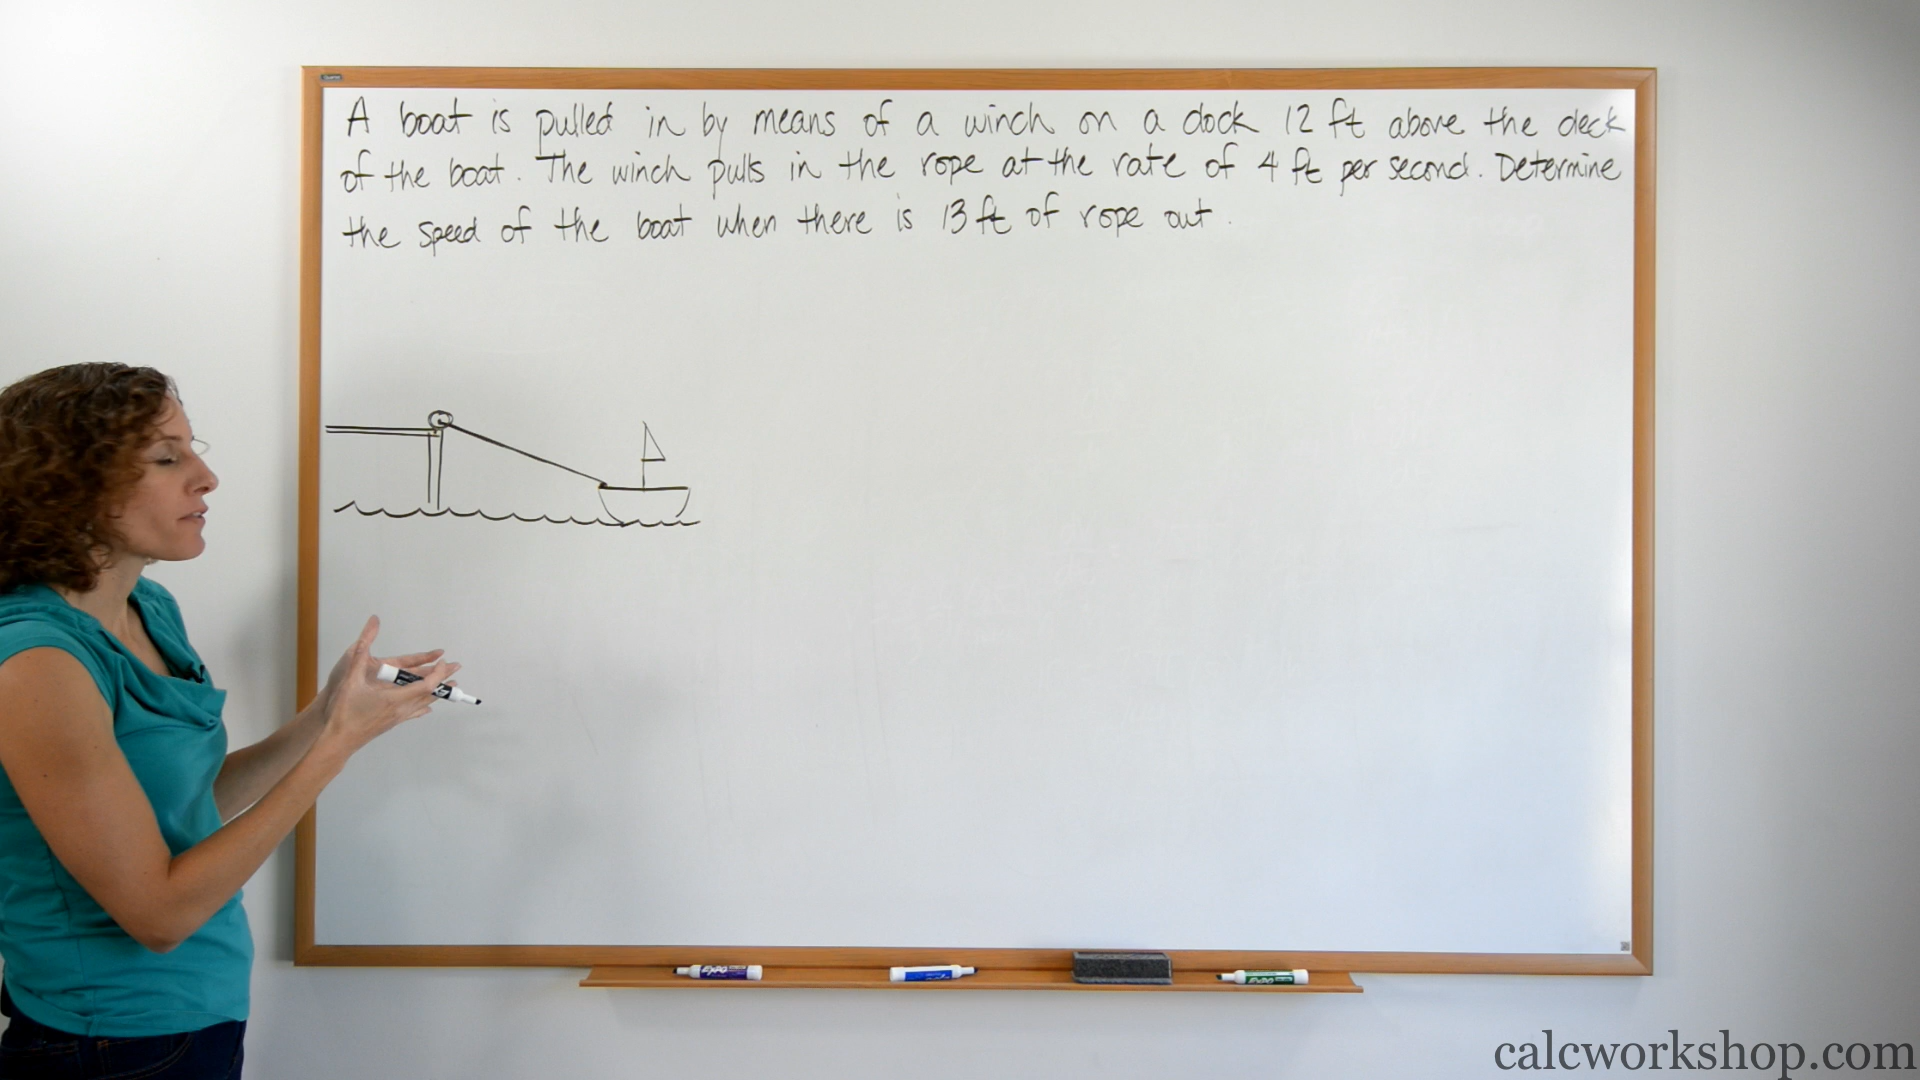 A boat is pulled in by means of a winch on a dock 12 ft above the deck
of the boat. The winch pulls in the rope at the rate of 4 ft per second. Determine
the speed of the boat when there is 13 ft of rope out.
EXPO
calcworkshop.com